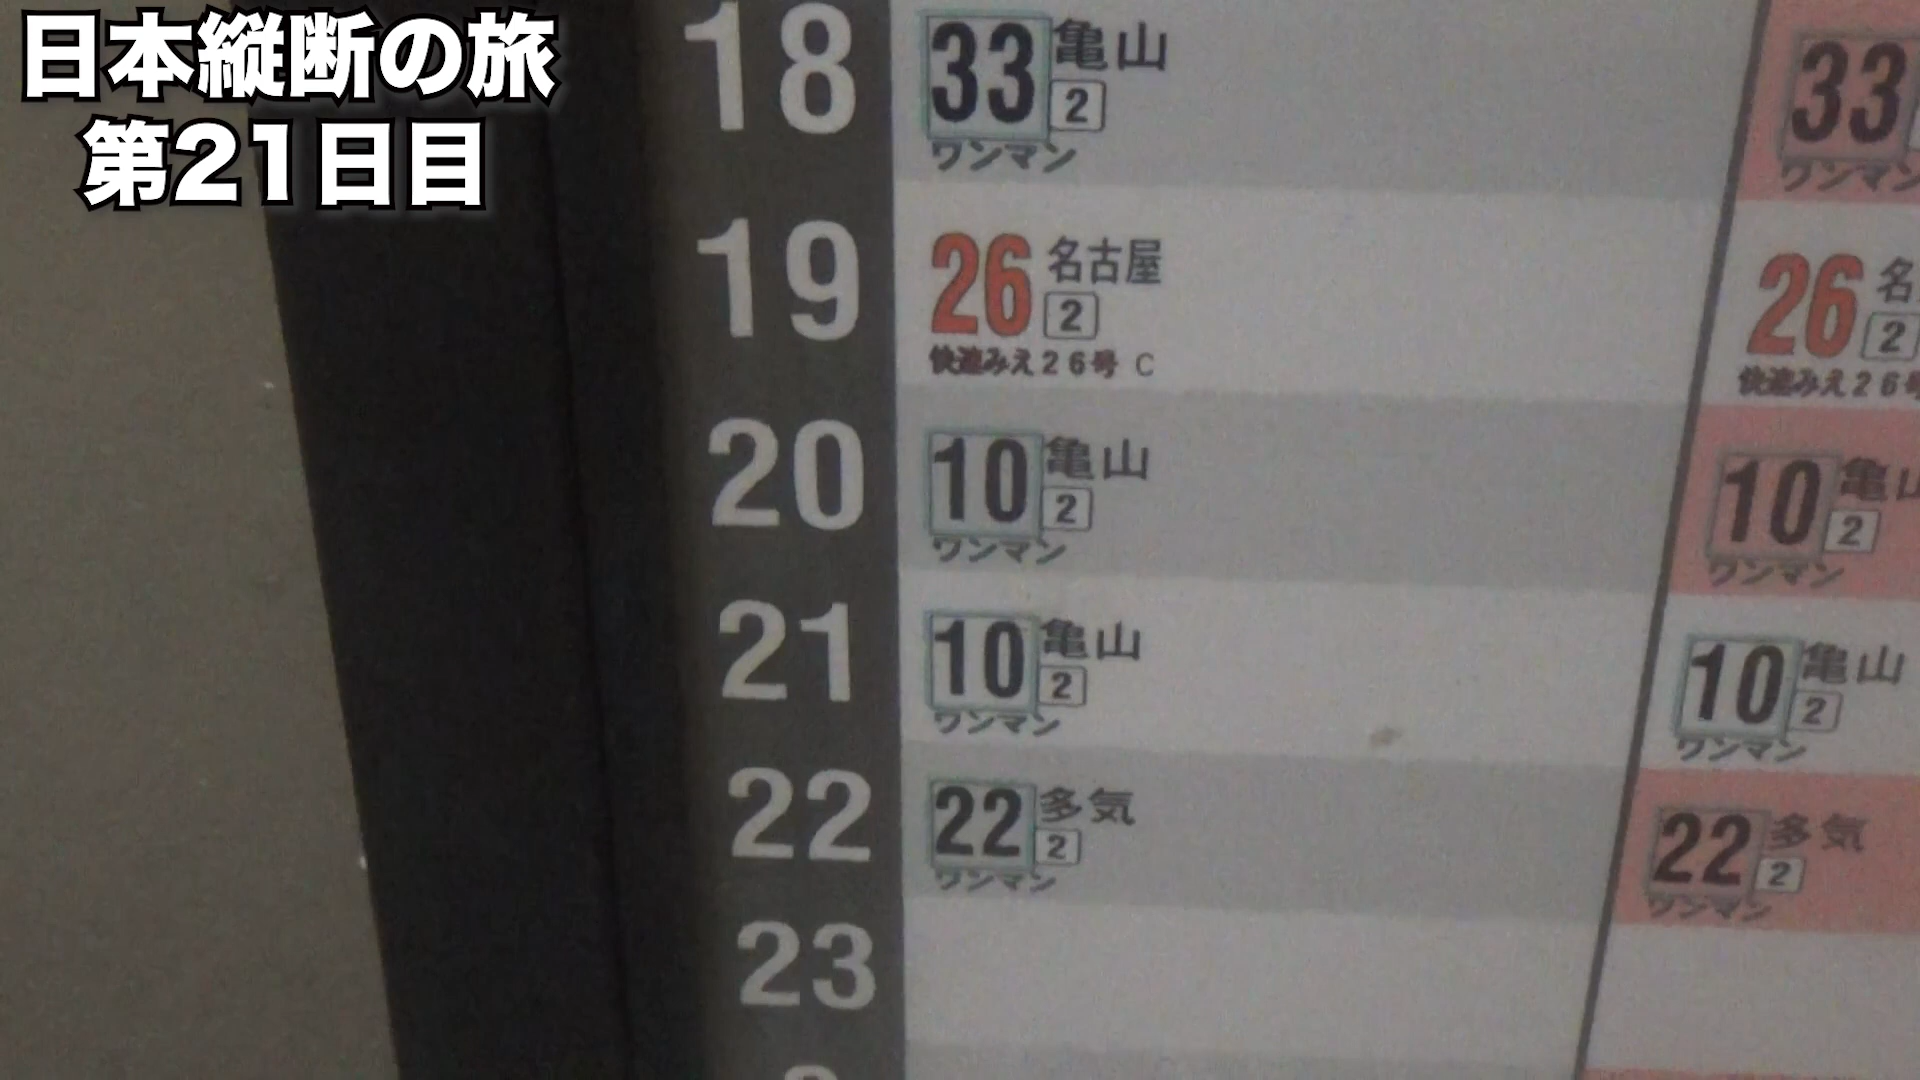 日本縦断の旅
第21日目
18 33 亀山 2 ワンマン 33 ワンマン
19 26 名古屋 2 快速みえ26号 C 26 名 2 快速みえ26号
20 10 亀山 2 ワンマン 10 亀山 2 ワンマン
21 10 亀山 2 ワンマン 10 亀山 2 ワンマン
22 22 多気 2 ワンマン 22 多気 2 ワンマン
23